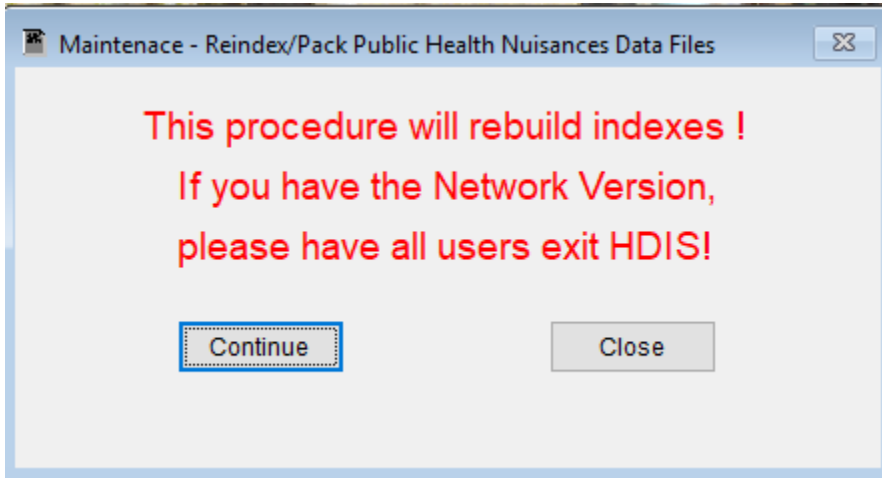 Maintenace - Reindex/Pack Public Health Nuisances Data Files
This procedure will rebuild indexes !
If you have the Network Version,
please have all users exit HDIS!
Continue
Close